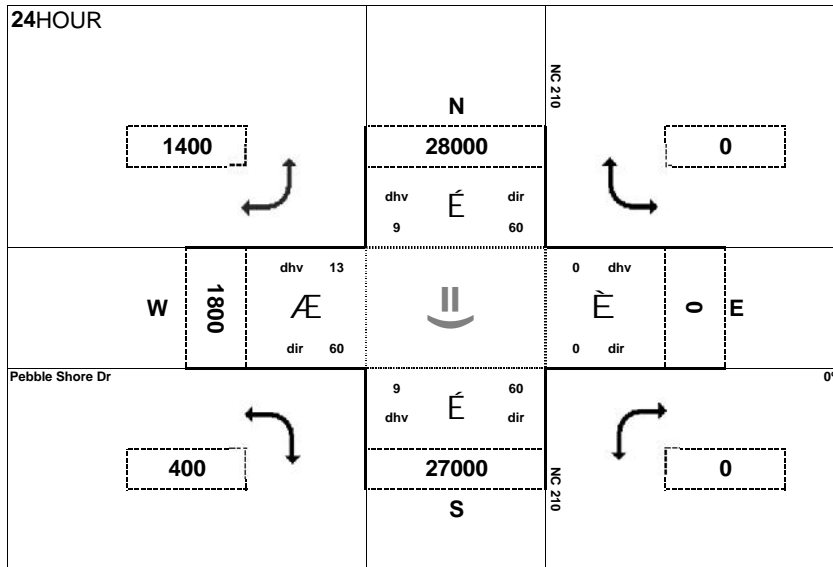 24HOUR
NC 210
N
1400
28000
0
dhv É dir
9 60
dhv 13
0 dhv
W
1800
Æ
È
0
E
dir 60
0 dir
Pebble Shore Dr
9 60
dhv É dir
400
27000
0
NC 210
S